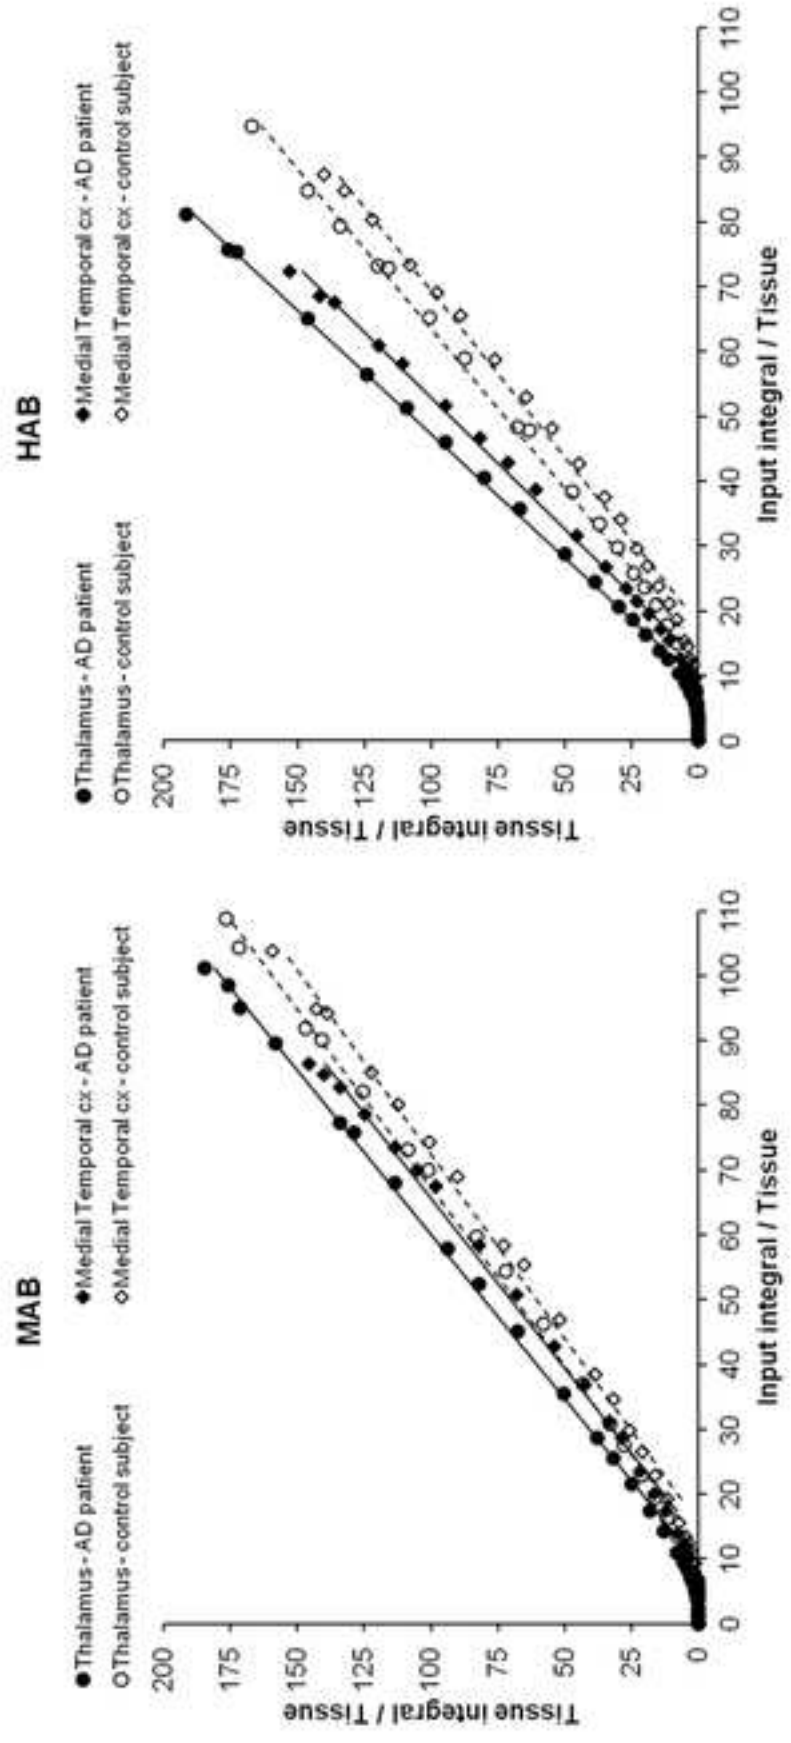 MAB
●Thalamus - AD patient ◆Medial Temporal cx - AD patient
○Thalamus - control subject ◇Medial Temporal cx - control subject
Tissue integral / Tissue
200
175
150
125
100
75
50
25
0
0 10 20 30 40 50 60 70 80 90 100 110
Input integral / Tissue
HAB
●Thalamus - AD patient ◆Medial Temporal cx - AD patient
○Thalamus - control subject ◇Medial Temporal cx - control subject
Tissue integral / Tissue
200
175
150
125
100
75
50
25
0
0 10 20 30 40 50 60 70 80 90 100 110
Input integral / Tissue